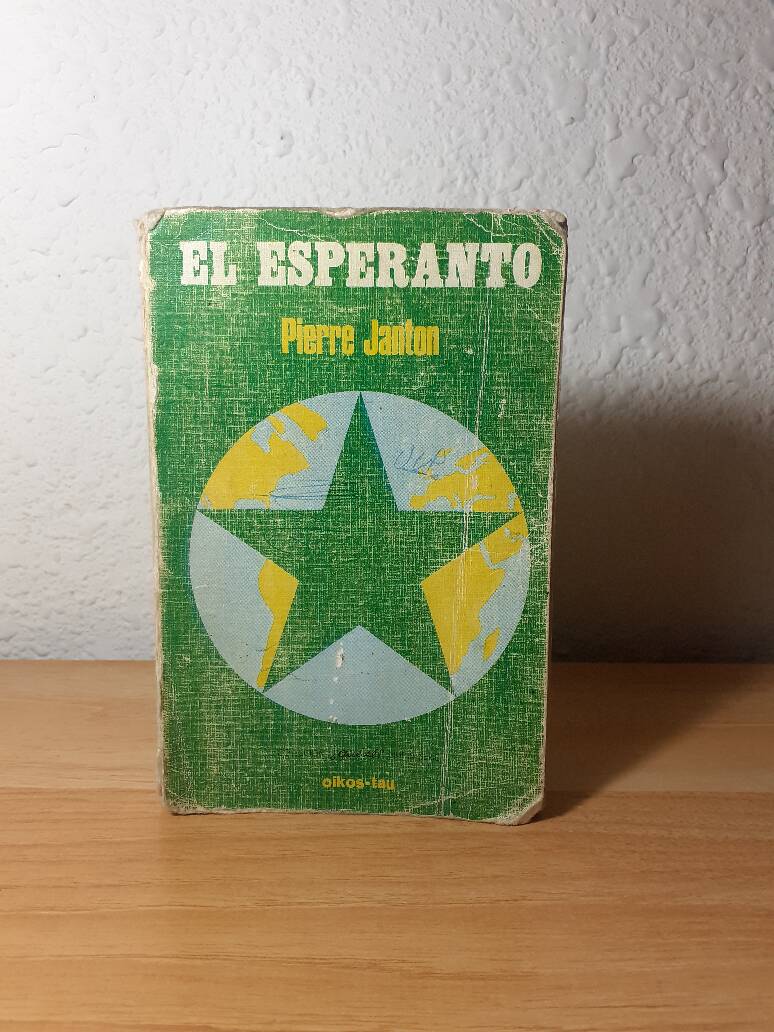 EL ESPERANTO
Pierre Janton
oikos-tau